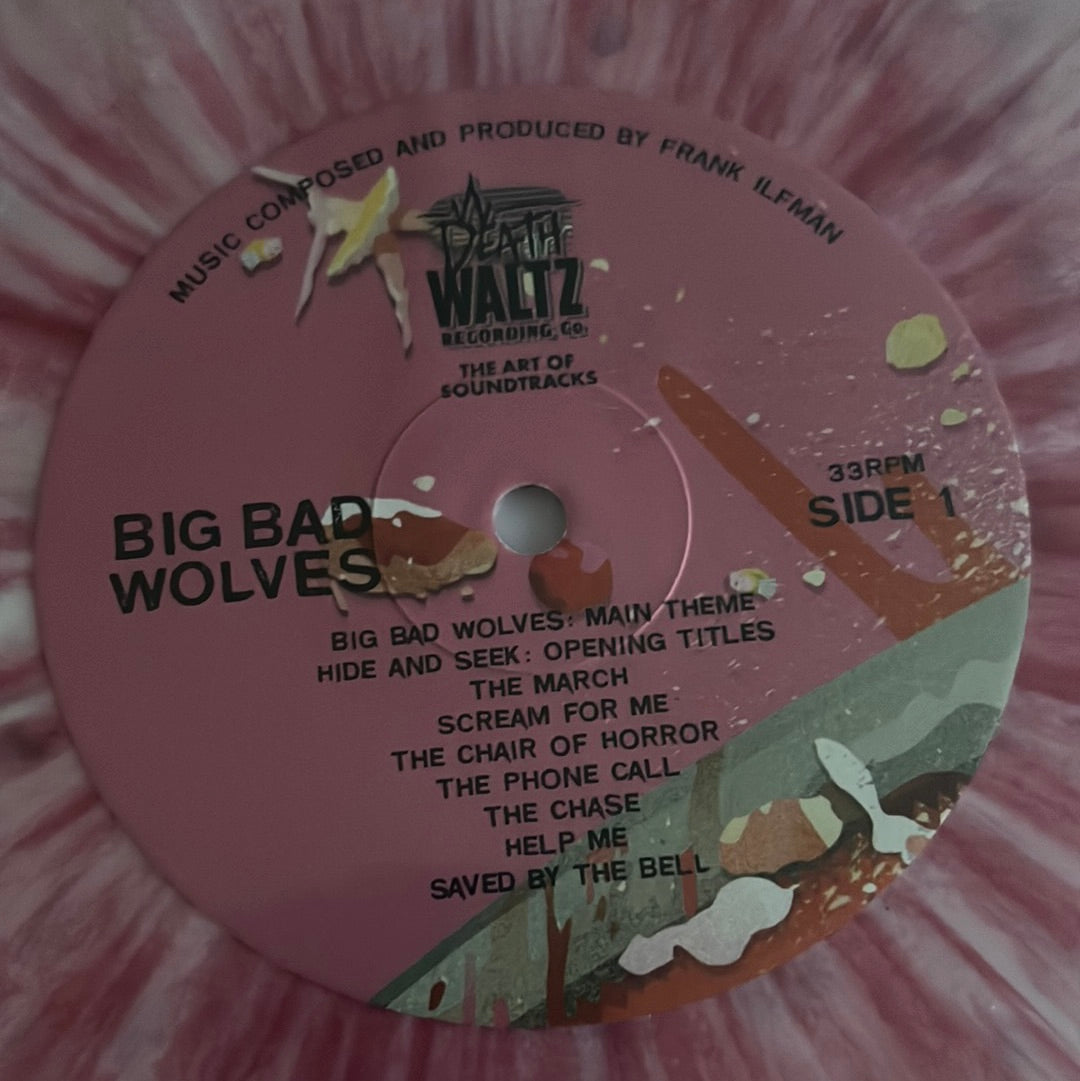 MUSIC COMPOSED AND PRODUCED BY FRANK ILFMAN
DEATH
WALTZ
RECORDING CO.
THE ART OF
SOUNDTRACKS
33RPM
SIDE 1
BIG BAD
WOLVES
BIG BAD WOLVES: MAIN THEME
HIDE AND SEEK: OPENING TITLES
THE MARCH
SCREAM FOR ME
THE CHAIR OF HORROR
THE PHONE CALL
THE CHASE
HELP ME
SAVED BY THE BELL